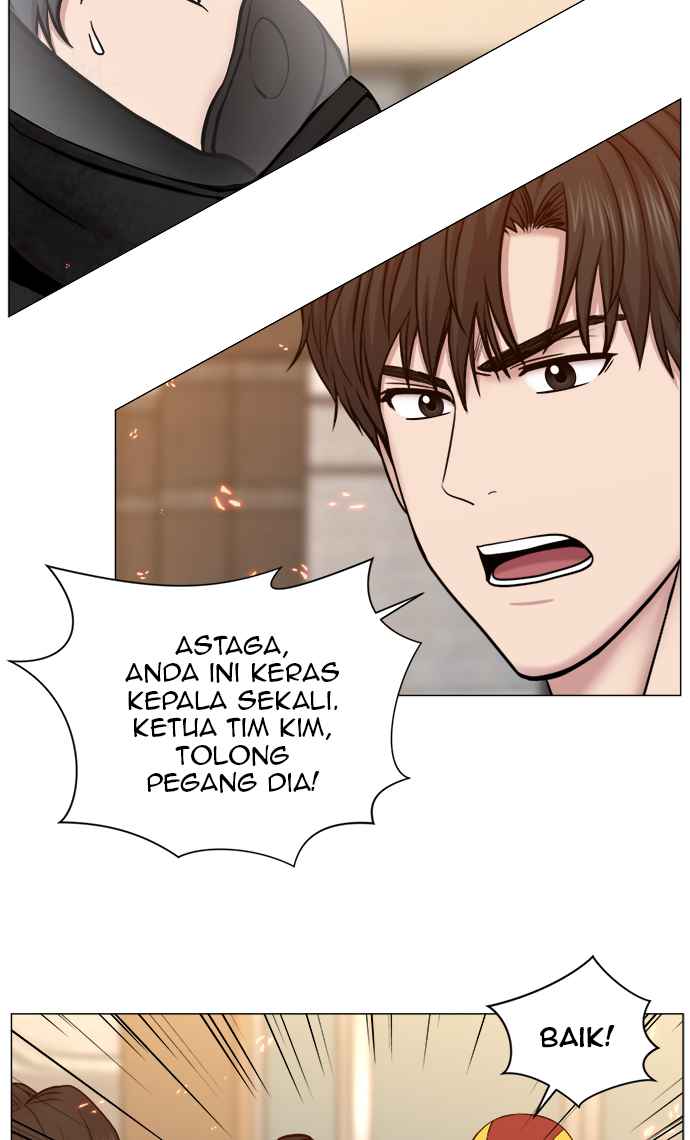 ASTAGA,
ANDA INI KERAS
KEPALA SEKALI.
KETUA TIM KIM,
TOLONG
PEGANG DIA!
BAIK!